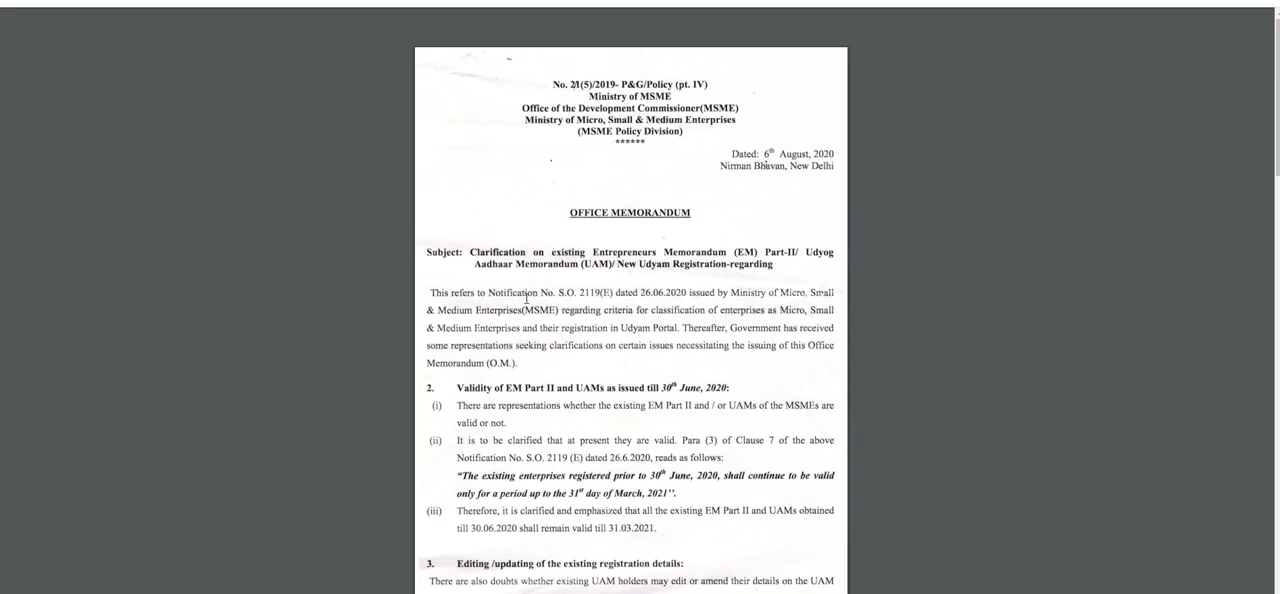 No. 2/1(5)/2019- P&G/Policy (pt. IV)
Ministry of MSME
Office of the Development Commissioner(MSME)
Ministry of Micro, Small & Medium Enterprises
(MSME Policy Division)
******
Dated: 6th August, 2020
Nirman Bhavan, New Delhi
OFFICE MEMORANDUM
Subject: Clarification on existing Entrepreneurs Memorandum (EM) Part-II/ Udyog
Aadhaar Memorandum (UAM)/ New Udyam Registration-regarding
This refers to Notification No. S.O. 2119(E) dated 26.06.2020 issued by Ministry of Micro, Small
& Medium Enterprises(MSME) regarding criteria for classification of enterprises as Micro, Small
& Medium Enterprises and their registration in Udyam Portal. Thereafter, Government has received
some representations seeking clarifications on certain issues necessitating the issuing of this Office
Memorandum (O.M.).
2. Validity of EM Part II and UAMs as issued till 30th June, 2020:
(i) There are representations whether the existing EM Part II and / or UAMs of the MSMEs are
valid or not.
(ii) It is to be clarified that at present they are valid. Para (3) of Clause 7 of the above
Notification No. S.O. 2119 (E) dated 26.6.2020, reads as follows:
“The existing enterprises registered prior to 30th June, 2020, shall continue to be valid
only for a period up to the 31st day of March, 2021’’.
(iii) Therefore, it is clarified and emphasized that all the existing EM Part II and UAMs obtained
till 30.06.2020 shall remain valid till 31.03.2021.
3. Editing /updating of the existing registration details:
There are also doubts whether existing UAM holders may edit or amend their details on the UAM